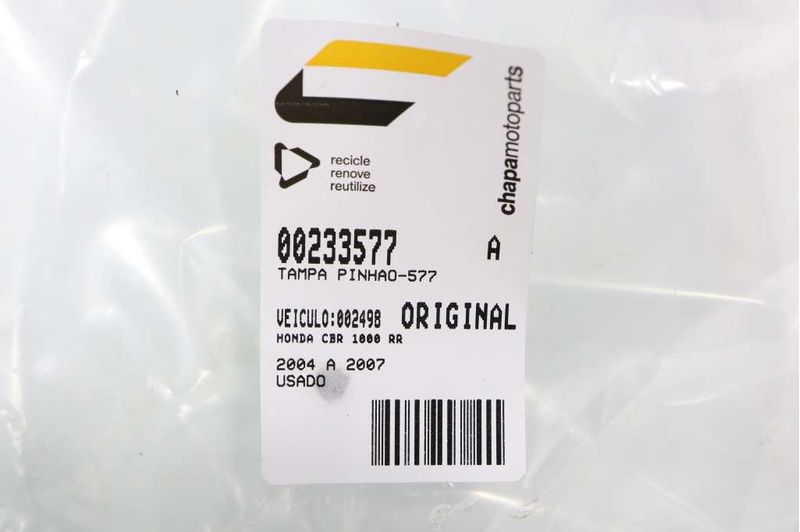 chapamotoparts
recicle
renove
reutilize
00233577 A
TAMPA PINHAO-577
VEICULO:002498 ORIGINAL
HONDA CBR 1000 RR
2004 A 2007
USADO